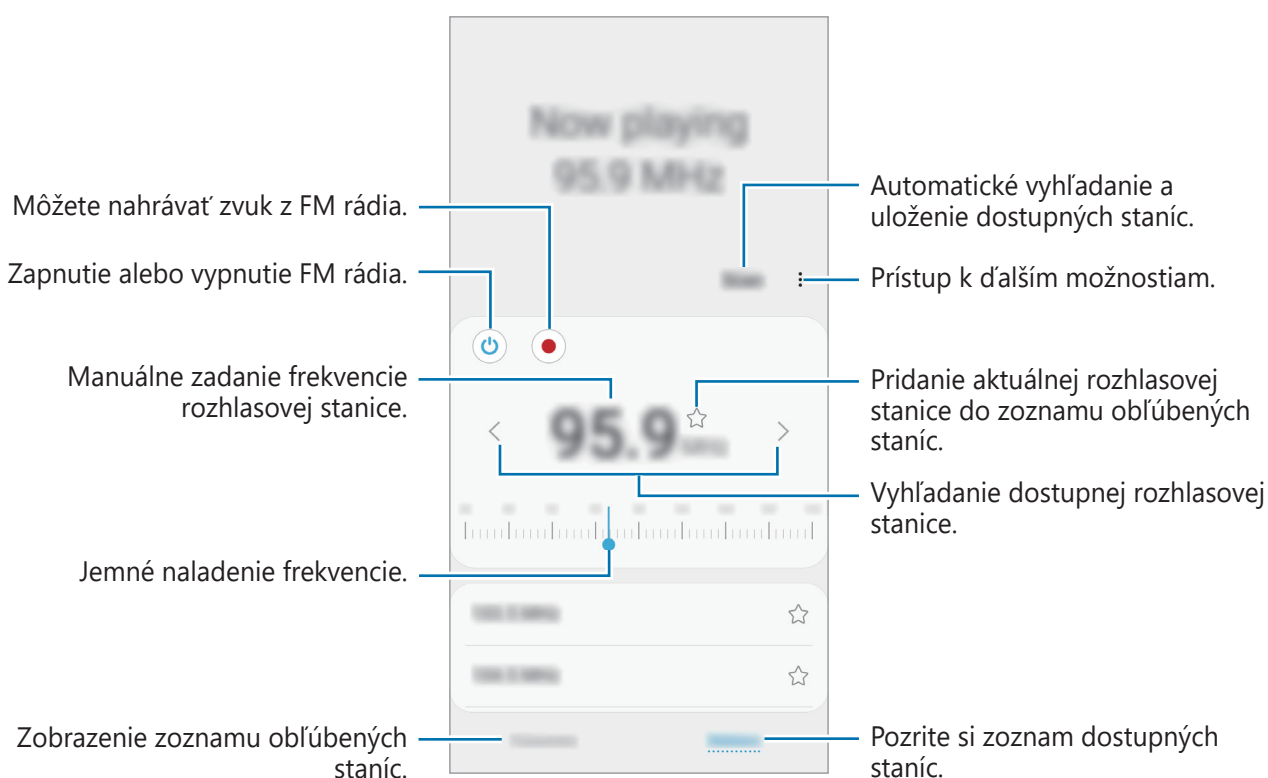 Now playing
95.9 MHz
Môžete nahrávať zvuk z FM rádia.
Automatické vyhľadanie a
uloženie dostupných staníc.
Zapnutie alebo vypnutie FM rádia.
Scan
Prístup k ďalším možnostiam.
Manuálne zadanie frekvencie
rozhlasovej stanice.
Pridanie aktuálnej rozhlasovej
stanice do zoznamu obľúbených
staníc.
95.9 MHz
Vyhľadanie dostupnej rozhlasovej
stanice.
Jemné naladenie frekvencie.
Zobrazenie zoznamu obľúbených
staníc.
Pozrite si zoznam dostupných
staníc.